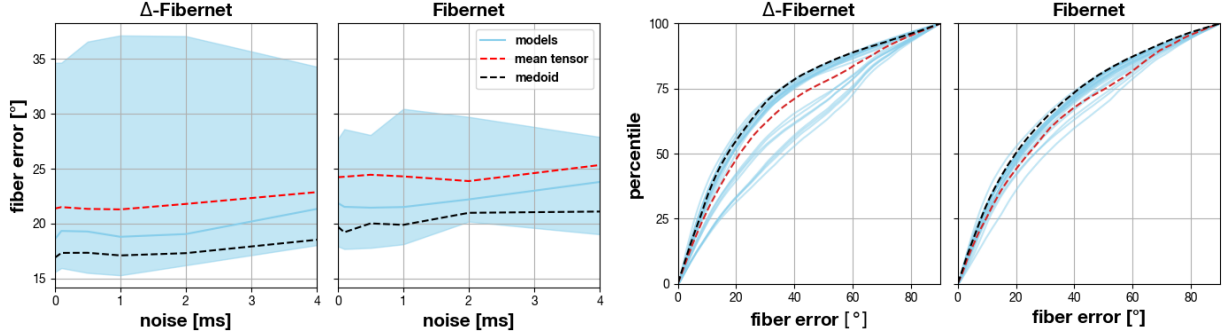 Δ-Fibernet
Fibernet
fiber error [°]
35
30
25
20
15
0
1
2
3
4
noise [ms]
0
1
2
3
4
noise [ms]
models
mean tensor
medoid
Δ-Fibernet
Fibernet
percentile
100
75
50
25
0
0
20
40
60
80
fiber error [°]
0
20
40
60
80
fiber error [°]